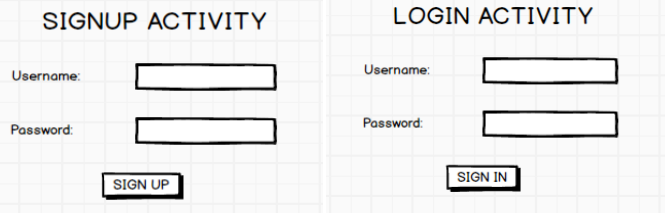 SIGNUP ACTIVITY
Username:
Password:
SIGN UP
LOGIN ACTIVITY
Username:
Password:
SIGN IN